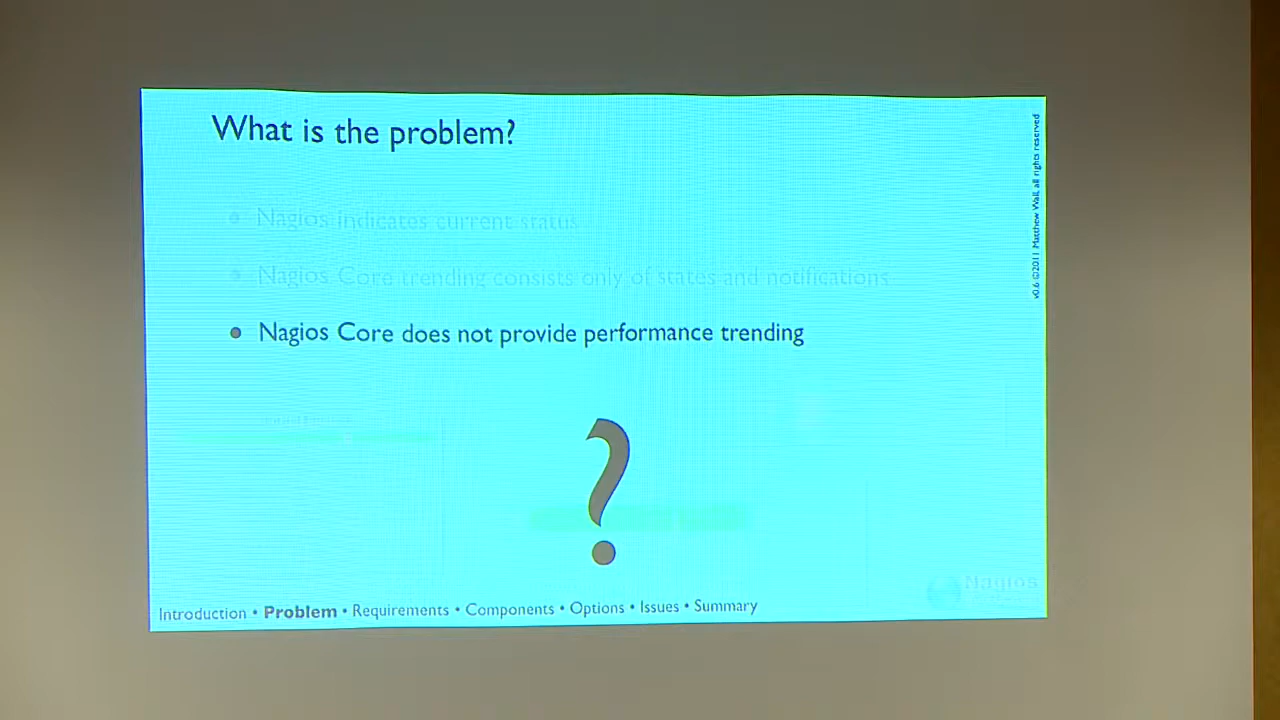 What is the problem?
• Nagios indicates current status
• Nagios Core trending consists only of states and notifications
• Nagios Core does not provide performance trending
?
Introduction • Problem • Requirements • Components • Options • Issues • Summary
Nagios
v0.6 ©2011 Matthew Wall, all rights reserved